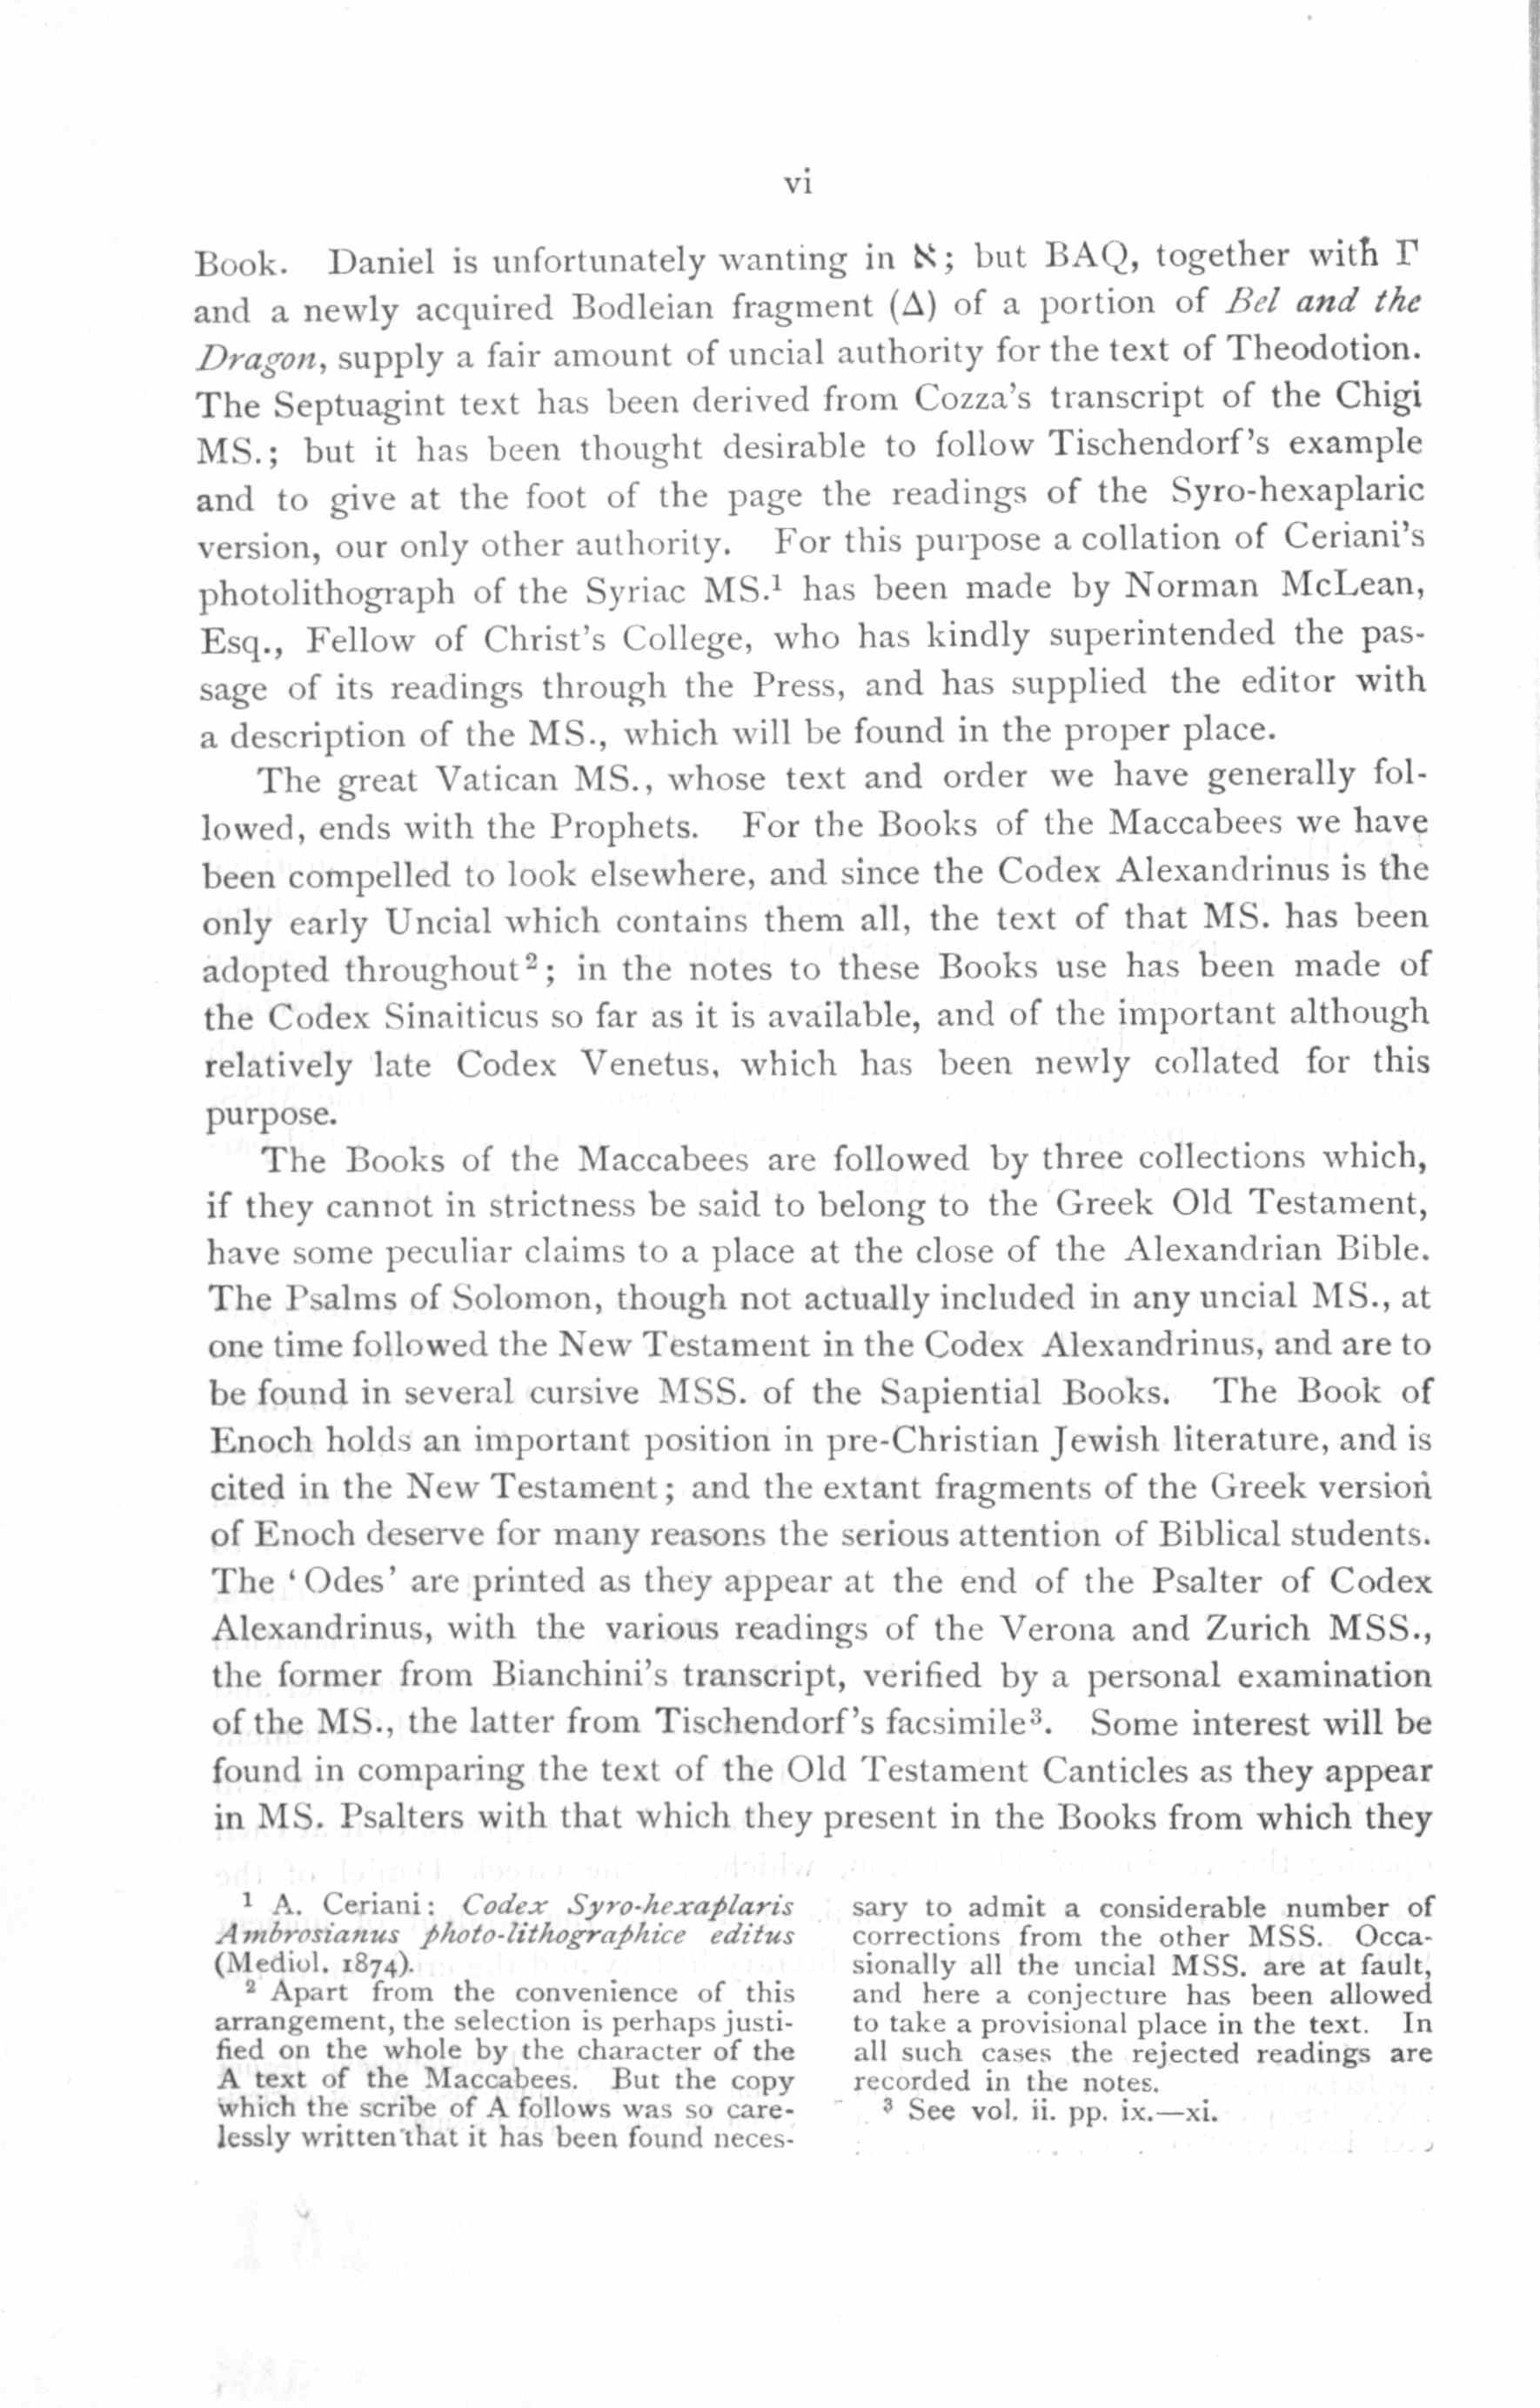 vi
Book. Daniel is unfortunately wanting in ℵ; but BAQ, together with Γ
and a newly acquired Bodleian fragment (Δ) of a portion of Bel and the
Dragon, supply a fair amount of uncial authority for the text of Theodotion.
The Septuagint text has been derived from Cozza's transcript of the Chigi
MS.; but it has been thought desirable to follow Tischendorf's example
and to give at the foot of the page the readings of the Syro-hexaplaric
version, our only other authority. For this purpose a collation of Ceriani's
photolithograph of the Syriac MS.¹ has been made by Norman McLean,
Esq., Fellow of Christ's College, who has kindly superintended the pas-
sage of its readings through the Press, and has supplied the editor with
a description of the MS., which will be found in the proper place.
The great Vatican MS., whose text and order we have generally fol-
lowed, ends with the Prophets. For the Books of the Maccabees we have
been compelled to look elsewhere, and since the Codex Alexandrinus is the
only early Uncial which contains them all, the text of that MS. has been
adopted throughout²; in the notes to these Books use has been made of
the Codex Sinaiticus so far as it is available, and of the important although
relatively late Codex Venetus, which has been newly collated for this
purpose.
The Books of the Maccabees are followed by three collections which,
if they cannot in strictness be said to belong to the Greek Old Testament,
have some peculiar claims to a place at the close of the Alexandrian Bible.
The Psalms of Solomon, though not actually included in any uncial MS., at
one time followed the New Testament in the Codex Alexandrinus, and are to
be found in several cursive MSS. of the Sapiential Books. The Book of
Enoch holds an important position in pre-Christian Jewish literature, and is
cited in the New Testament; and the extant fragments of the Greek version
of Enoch deserve for many reasons the serious attention of Biblical students.
The 'Odes' are printed as they appear at the end of the Psalter of Codex
Alexandrinus, with the various readings of the Verona and Zurich MSS.,
the former from Bianchini's transcript, verified by a personal examination
of the MS., the latter from Tischendorf's facsimile³. Some interest will be
found in comparing the text of the Old Testament Canticles as they appear
in MS. Psalters with that which they present in the Books from which they
¹ A. Ceriani: Codex Syro-hexaplaris
Ambrosianus photo-lithographice editus
(Mediol. 1874).
² Apart from the convenience of this
arrangement, the selection is perhaps justi-
fied on the whole by the character of the
A text of the Maccabees. But the copy
which the scribe of A follows was so care-
lessly written that it has been found neces-
sary to admit a considerable number of
corrections from the other MSS. Occa-
sionally all the uncial MSS. are at fault,
and here a conjecture has been allowed
to take a provisional place in the text. In
all such cases the rejected readings are
recorded in the notes.
³ See vol. ii. pp. ix.—xi.